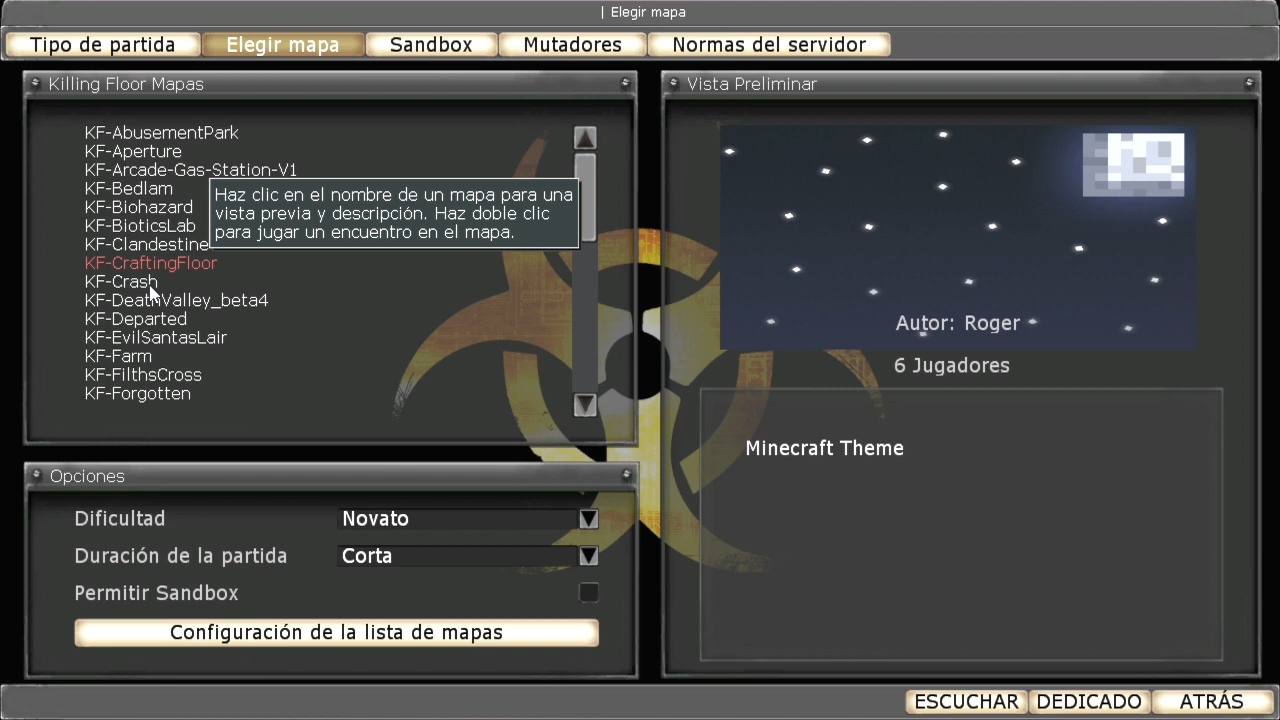 | Elegir mapa
Tipo de partida
Elegir mapa
Sandbox
Mutadores
Normas del servidor
Killing Floor Mapas
KF-AbusementPark
KF-Aperture
KF-Arcade-Gas-Station-V1
KF-Bedlam
KF-Biohazard
KF-BioticsLab
KF-Clandestine
KF-CraftingFloor
KF-Crash
KF-DeathValley_beta4
KF-Departed
KF-EvilSantasLair
KF-Farm
KF-FilthsCross
KF-Forgotten
Haz clic en el nombre de un mapa para una
vista previa y descripción. Haz doble clic
para jugar un encuentro en el mapa.
Opciones
Dificultad
Novato
Duración de la partida
Corta
Permitir Sandbox
Configuración de la lista de mapas
Vista Preliminar
Autor: Roger
6 Jugadores
Minecraft Theme
ESCUCHAR
DEDICADO
ATRÁS